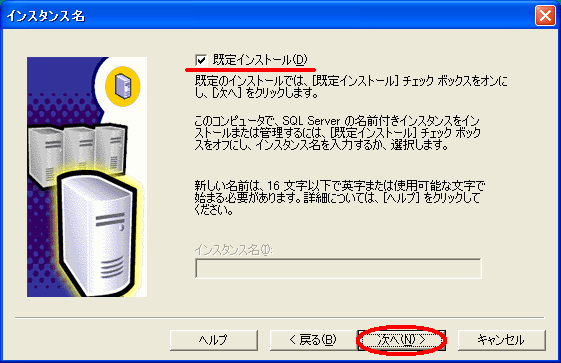 インスタンス名
既定インストール(D)
既定のインストールでは、[既定インストール] チェック ボックスをオンに
し、[次へ] をクリックします。
このコンピュータで、SQL Server の名前付きインスタンスをイン
ストールまたは管理するには、[既定インストール] チェック ボック
スをオフにし、インスタンス名を入力するか、選択します。
新しい名前は、16 文字以下で英字または使用可能な文字で
始まる必要があります。詳細については、[ヘルプ] をクリックして
ください。
インスタンス名(I):
ヘルプ
< 戻る(B)
次へ(N) >
キャンセル